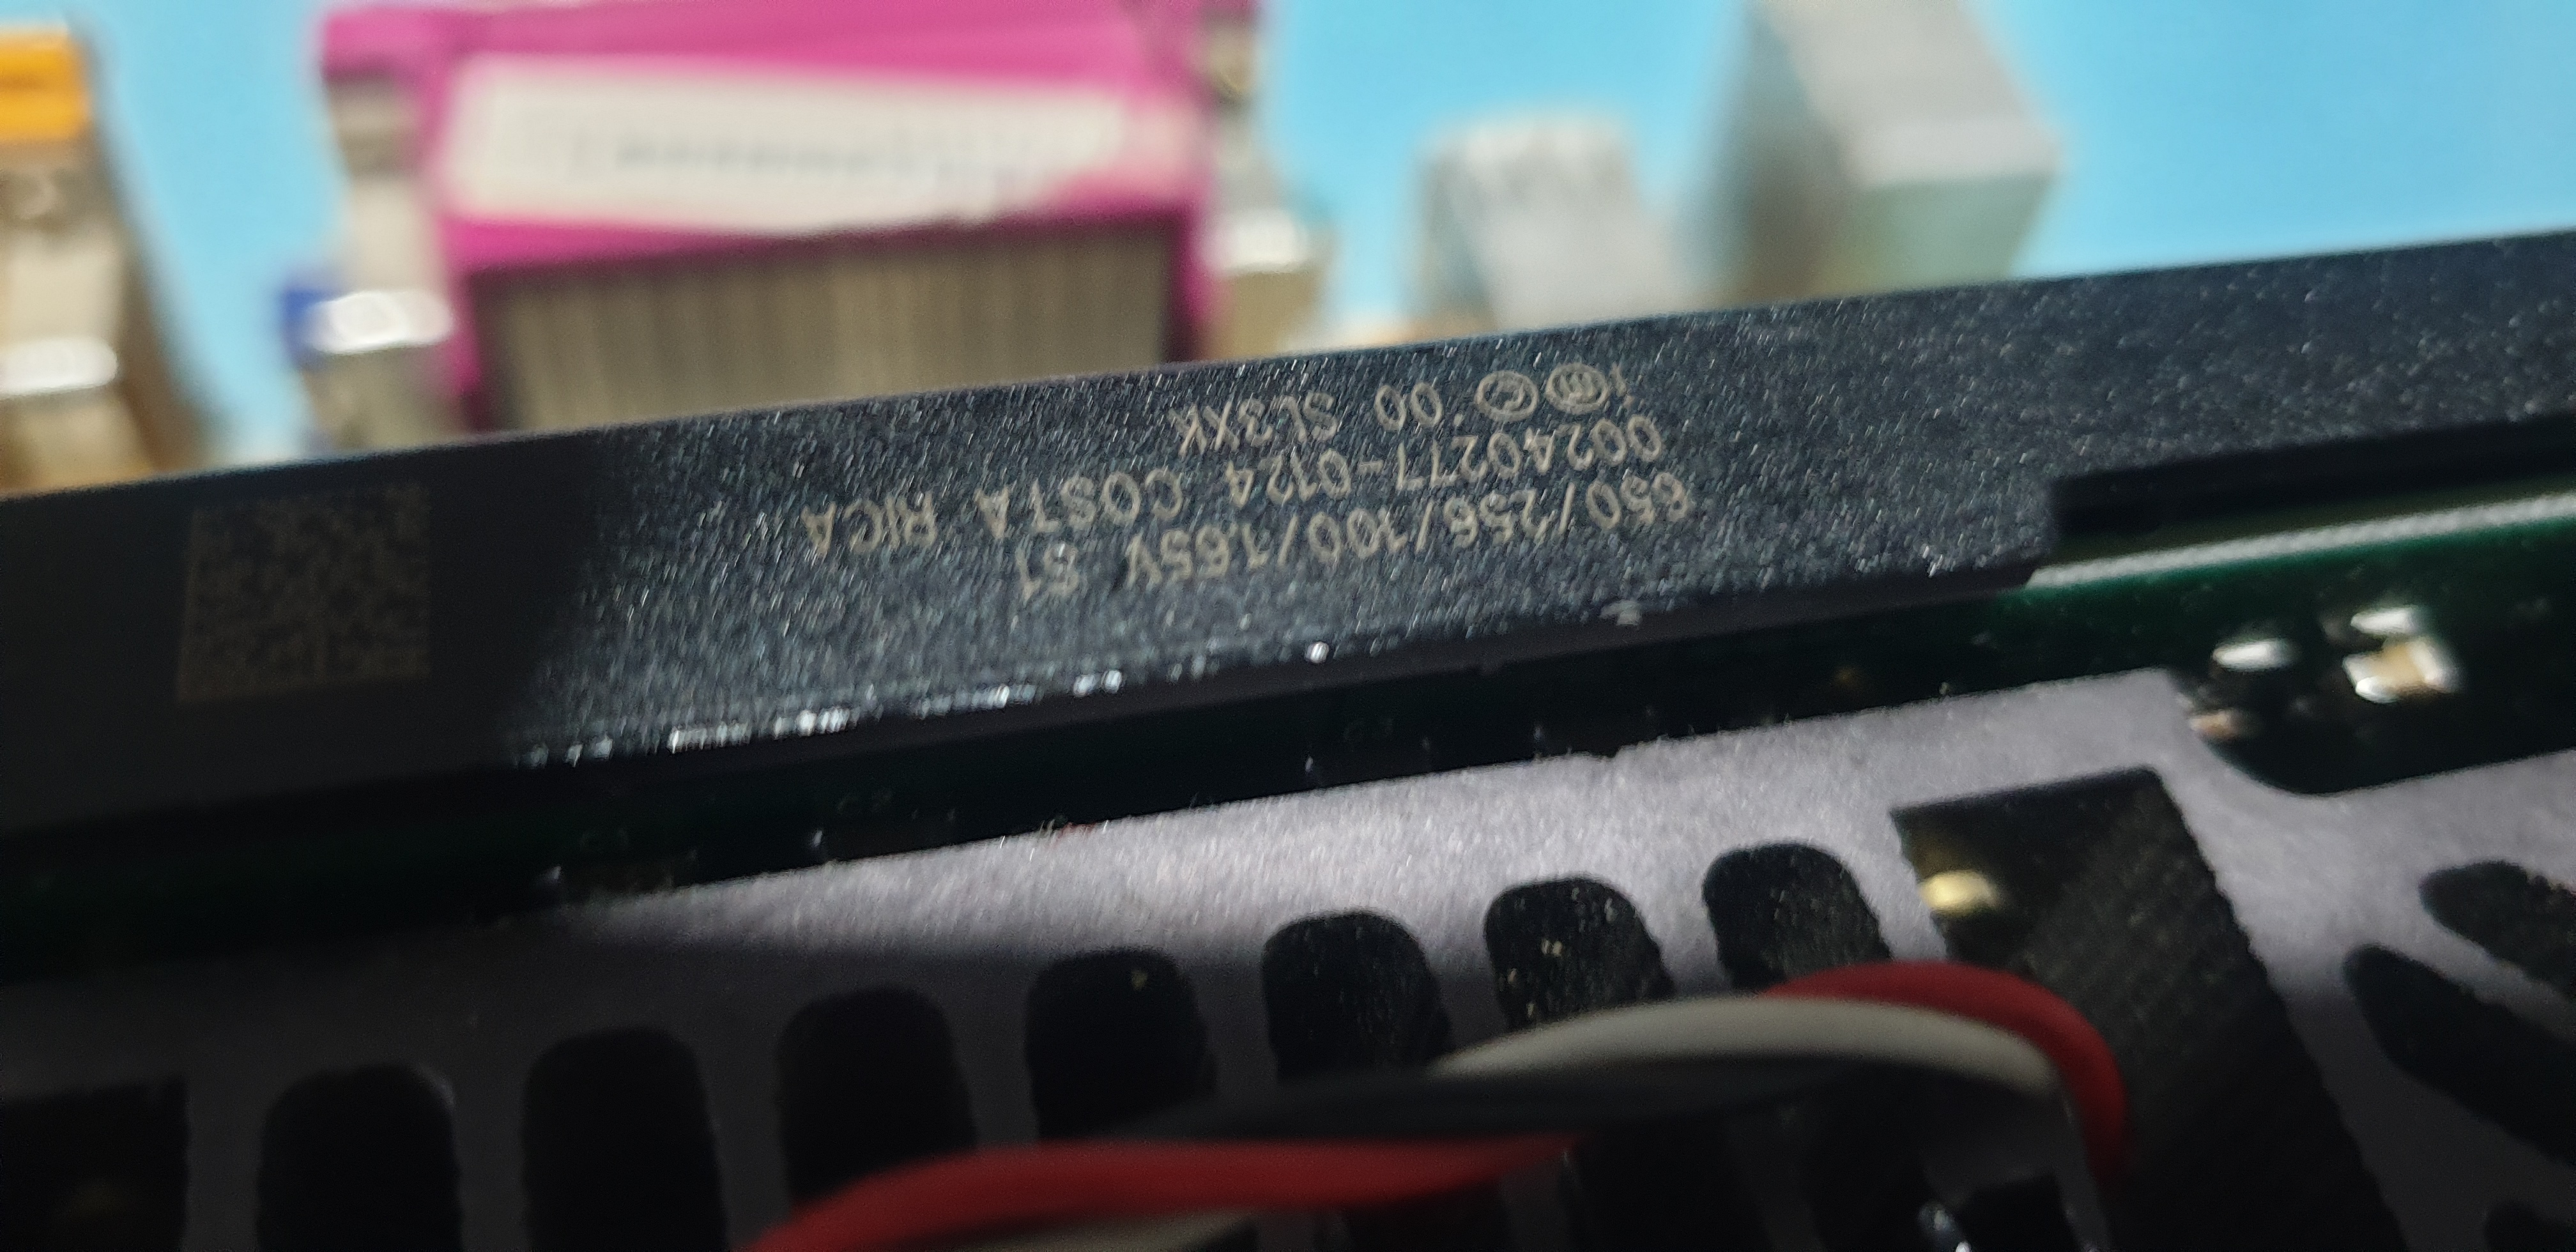 650/256/100/1.65V S1
00240277-0124 COSTA RICA
i Ⓜ Ⓒ '00 SL3XK